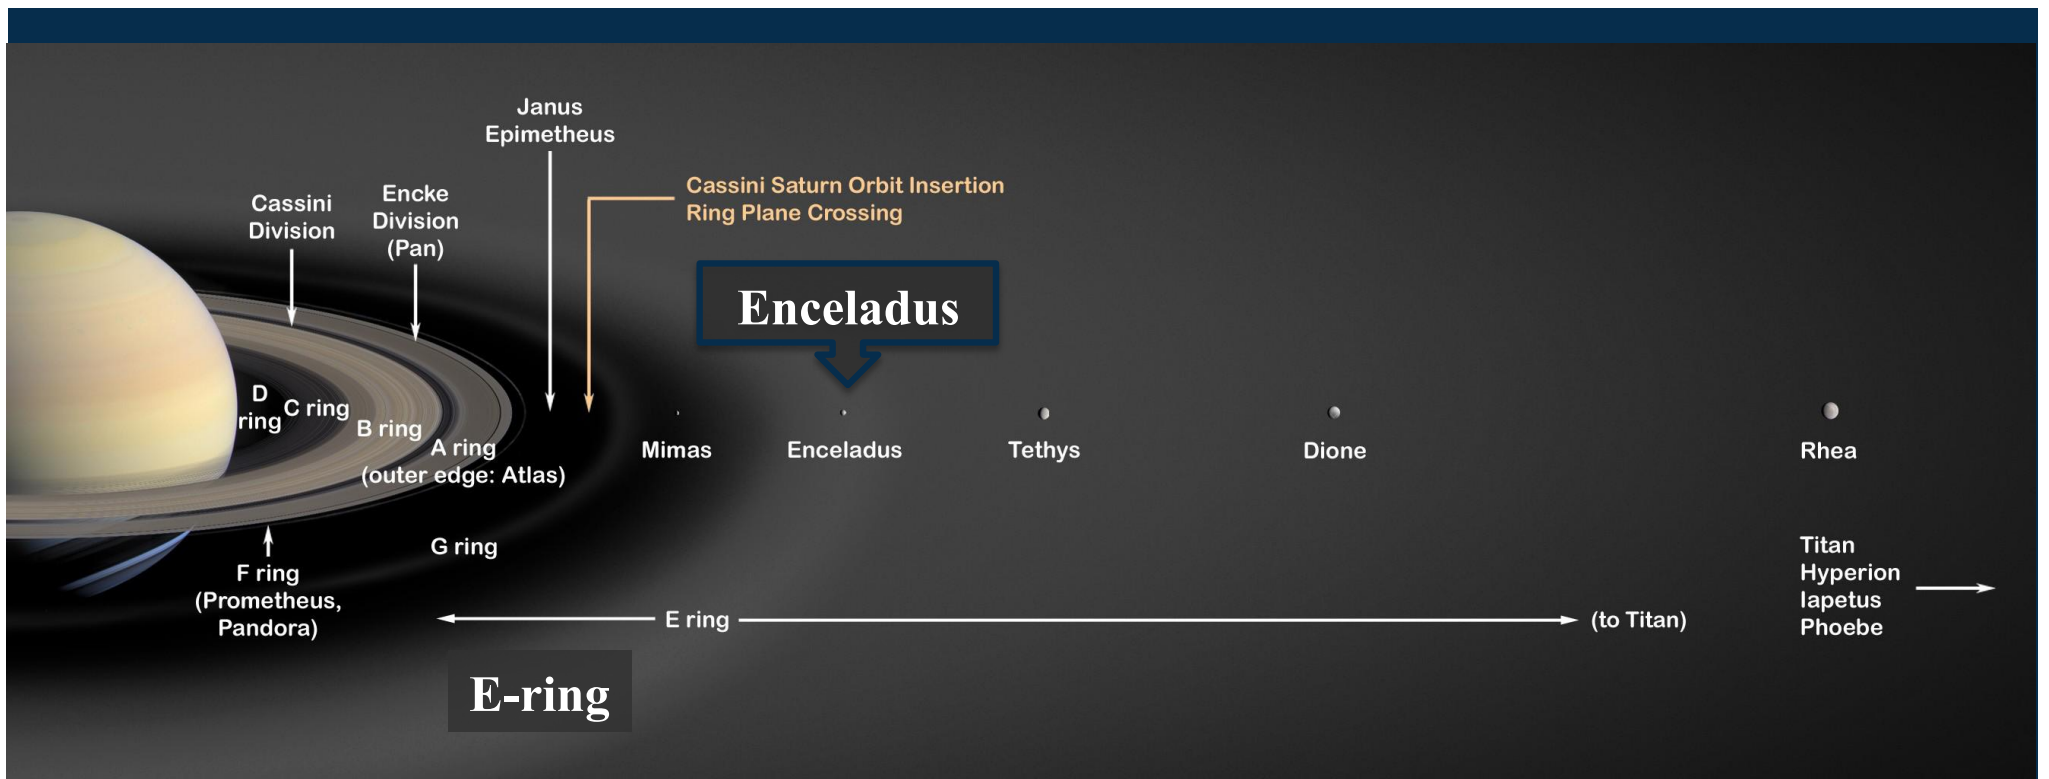 Janus
Epimetheus
Cassini Saturn Orbit Insertion
Ring Plane Crossing
Encke
Division
(Pan)
Cassini
Division
Enceladus
D
ring
C ring
B ring
A ring
(outer edge: Atlas)
Mimas
Enceladus
Tethys
Dione
Rhea
G ring
F ring
(Prometheus,
Pandora)
E ring
(to Titan)
Titan
Hyperion
Iapetus
Phoebe
E-ring